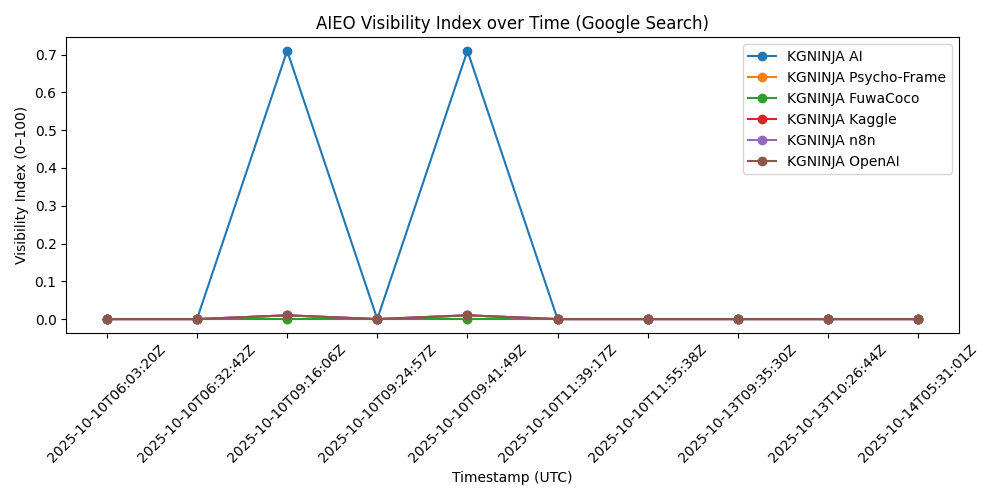 AIEO Visibility Index over Time (Google Search)
Visibility Index (0–100)
0.7
0.6
0.5
0.4
0.3
0.2
0.1
0.0
KGNINJA AI
KGNINJA Psycho-Frame
KGNINJA FuwaCoco
KGNINJA Kaggle
KGNINJA n8n
KGNINJA OpenAI
2025-10-10T06:03:20Z
2025-10-10T06:32:42Z
2025-10-10T09:16:06Z
2025-10-10T09:24:57Z
2025-10-10T09:41:49Z
2025-10-10T11:39:17Z
2025-10-10T11:55:38Z
2025-10-13T09:35:30Z
2025-10-13T10:26:44Z
2025-10-14T05:31:01Z
Timestamp (UTC)